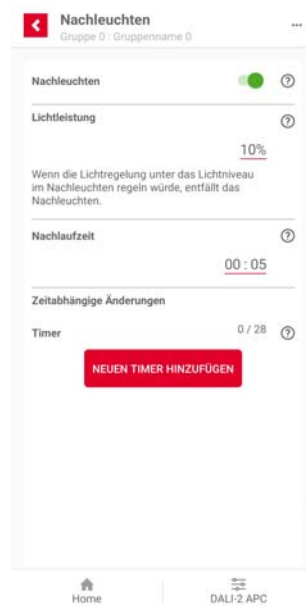 Nachleuchten
Gruppe 0 : Gruppenname 0
Nachleuchten
Lichtleistung
10%
Wenn die Lichtregelung unter das Lichtniveau
im Nachleuchten regeln würde, entfällt das
Nachleuchten.
Nachlaufzeit
00 : 05
Zeitabhängige Änderungen
Timer 0 / 28
NEUEN TIMER HINZUFÜGEN
Home DALI-2 APC